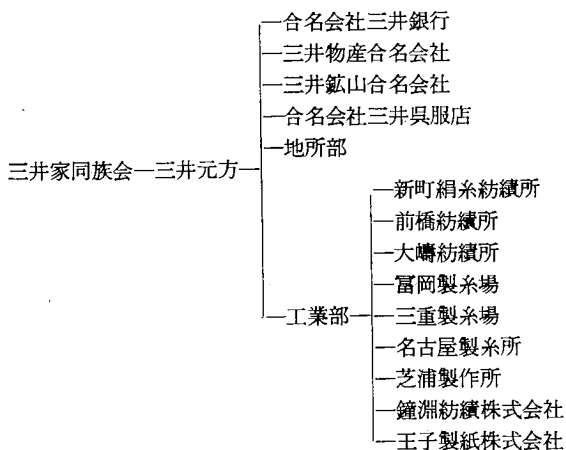 合名会社三井銀行
三井物産合名会社
三井鉱山合名会社
合名会社三井呉服店
地所部
三井家同族会—三井元方
新町絹糸紡績所
前橋紡績所
大嶹紡績所
冨岡製糸場
工業部
三重製糸場
名古屋製糸所
芝浦製作所
鐘淵紡績株式会社
王子製紙株式会社